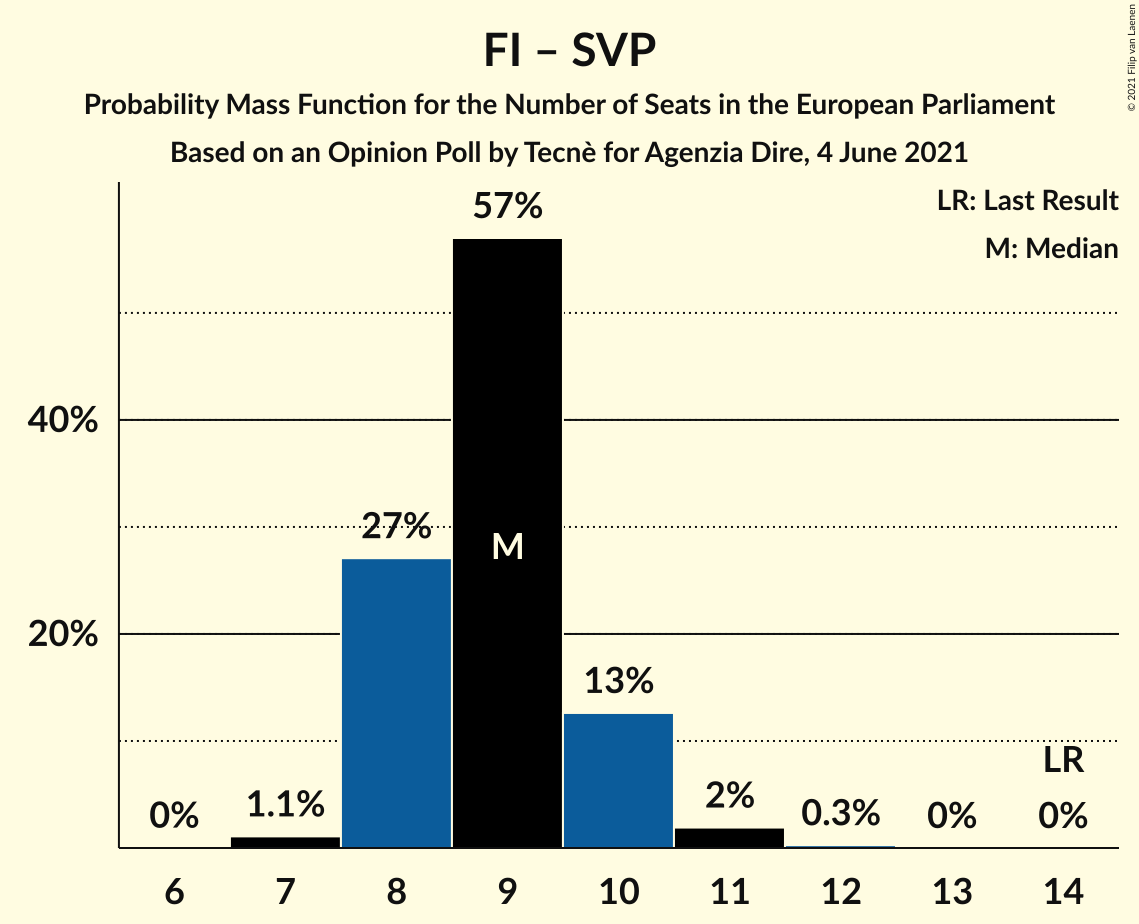 FI – SVP
Probability Mass Function for the Number of Seats in the European Parliament
Based on an Opinion Poll by Tecnè for Agenzia Dire, 4 June 2021
© 2021 Filip van Laenen
LR: Last Result
M: Median
57%
40%
27%
M
20%
13%
LR
0%
1.1%
2%
0.3%
0%
0%
6 7 8 9 10 11 12 13 14